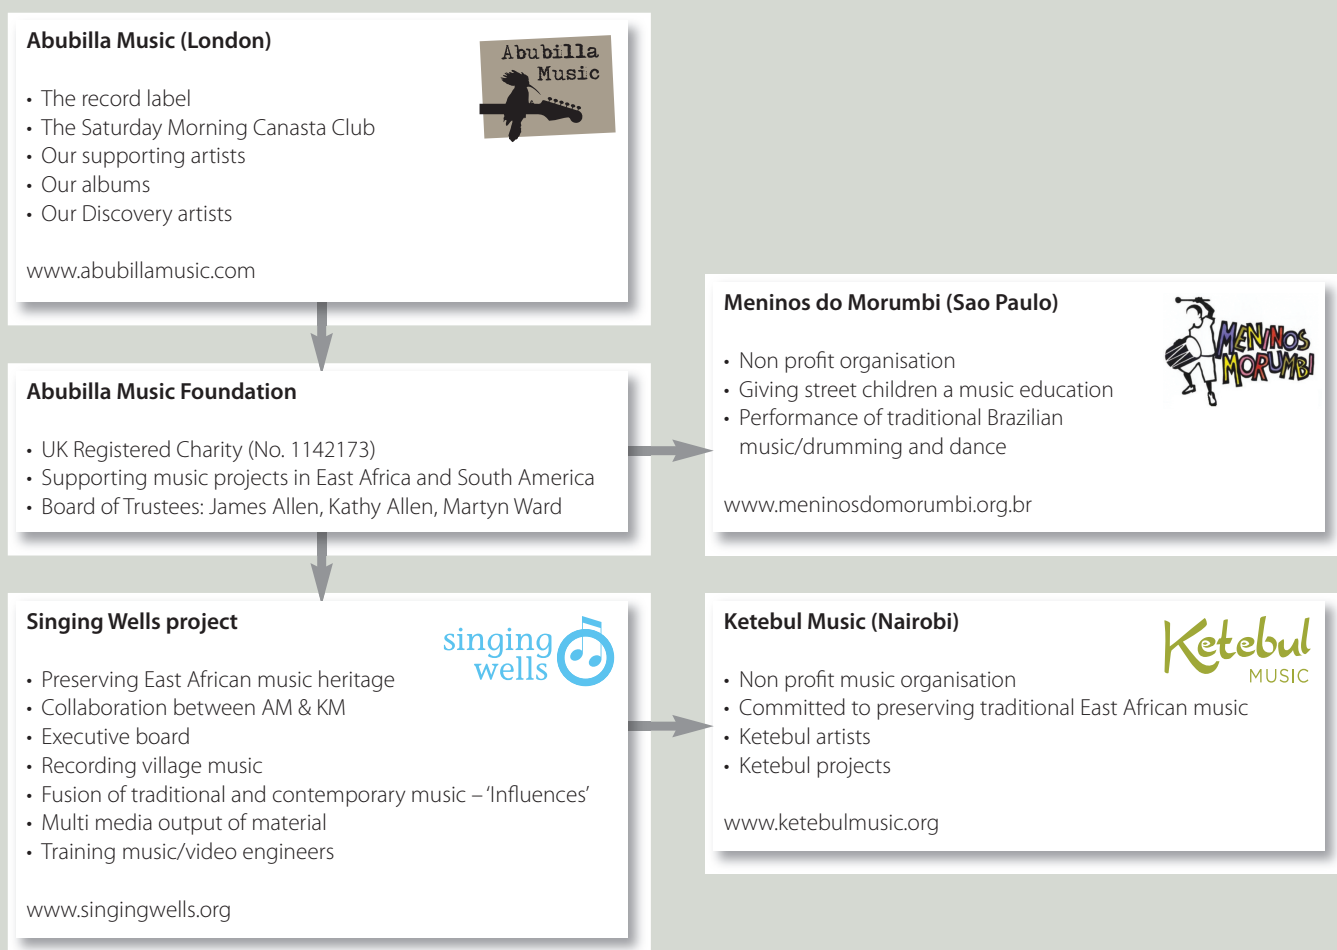 Abubilla Music (London)
Abubilla
Music
• The record label
• The Saturday Morning Canasta Club
• Our supporting artists
• Our albums
• Our Discovery artists
www.abubillamusic.com
Abubilla Music Foundation
• UK Registered Charity (No. 1142173)
• Supporting music projects in East Africa and South America
• Board of Trustees: James Allen, Kathy Allen, Martyn Ward
Meninos do Morumbi (Sao Paulo)
MENINOS
MORUMBI
• Non profit organisation
• Giving street children a music education
• Performance of traditional Brazilian
music/drumming and dance
www.meninosdomorumbi.org.br
Singing Wells project
singing
wells
• Preserving East African music heritage
• Collaboration between AM & KM
• Executive board
• Recording village music
• Fusion of traditional and contemporary music – ‘Influences’
• Multi media output of material
• Training music/video engineers
www.singingwells.org
Ketebul Music (Nairobi)
Ketebul
MUSIC
• Non profit music organisation
• Committed to preserving traditional East African music
• Ketebul artists
• Ketebul projects
www.ketebulmusic.org